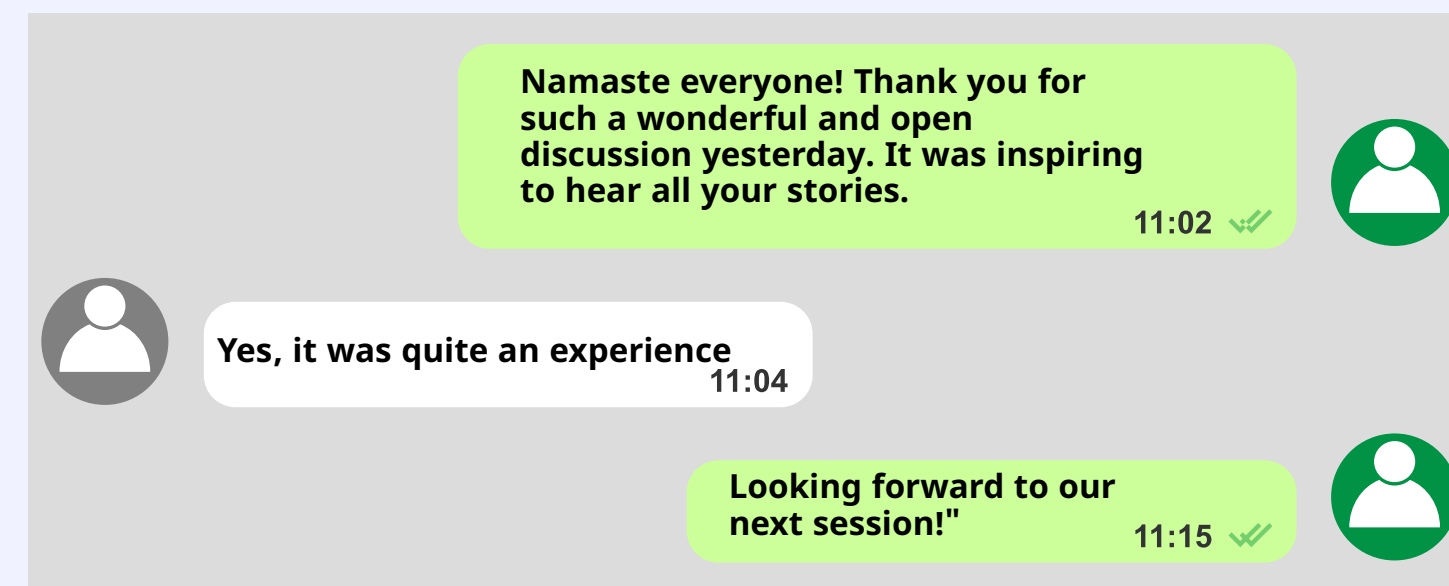 Namaste everyone! Thank you for
such a wonderful and open
discussion yesterday. It was inspiring
to hear all your stories.
11:02
Yes, it was quite an experience
11:04
Looking forward to our
next session!"
11:15